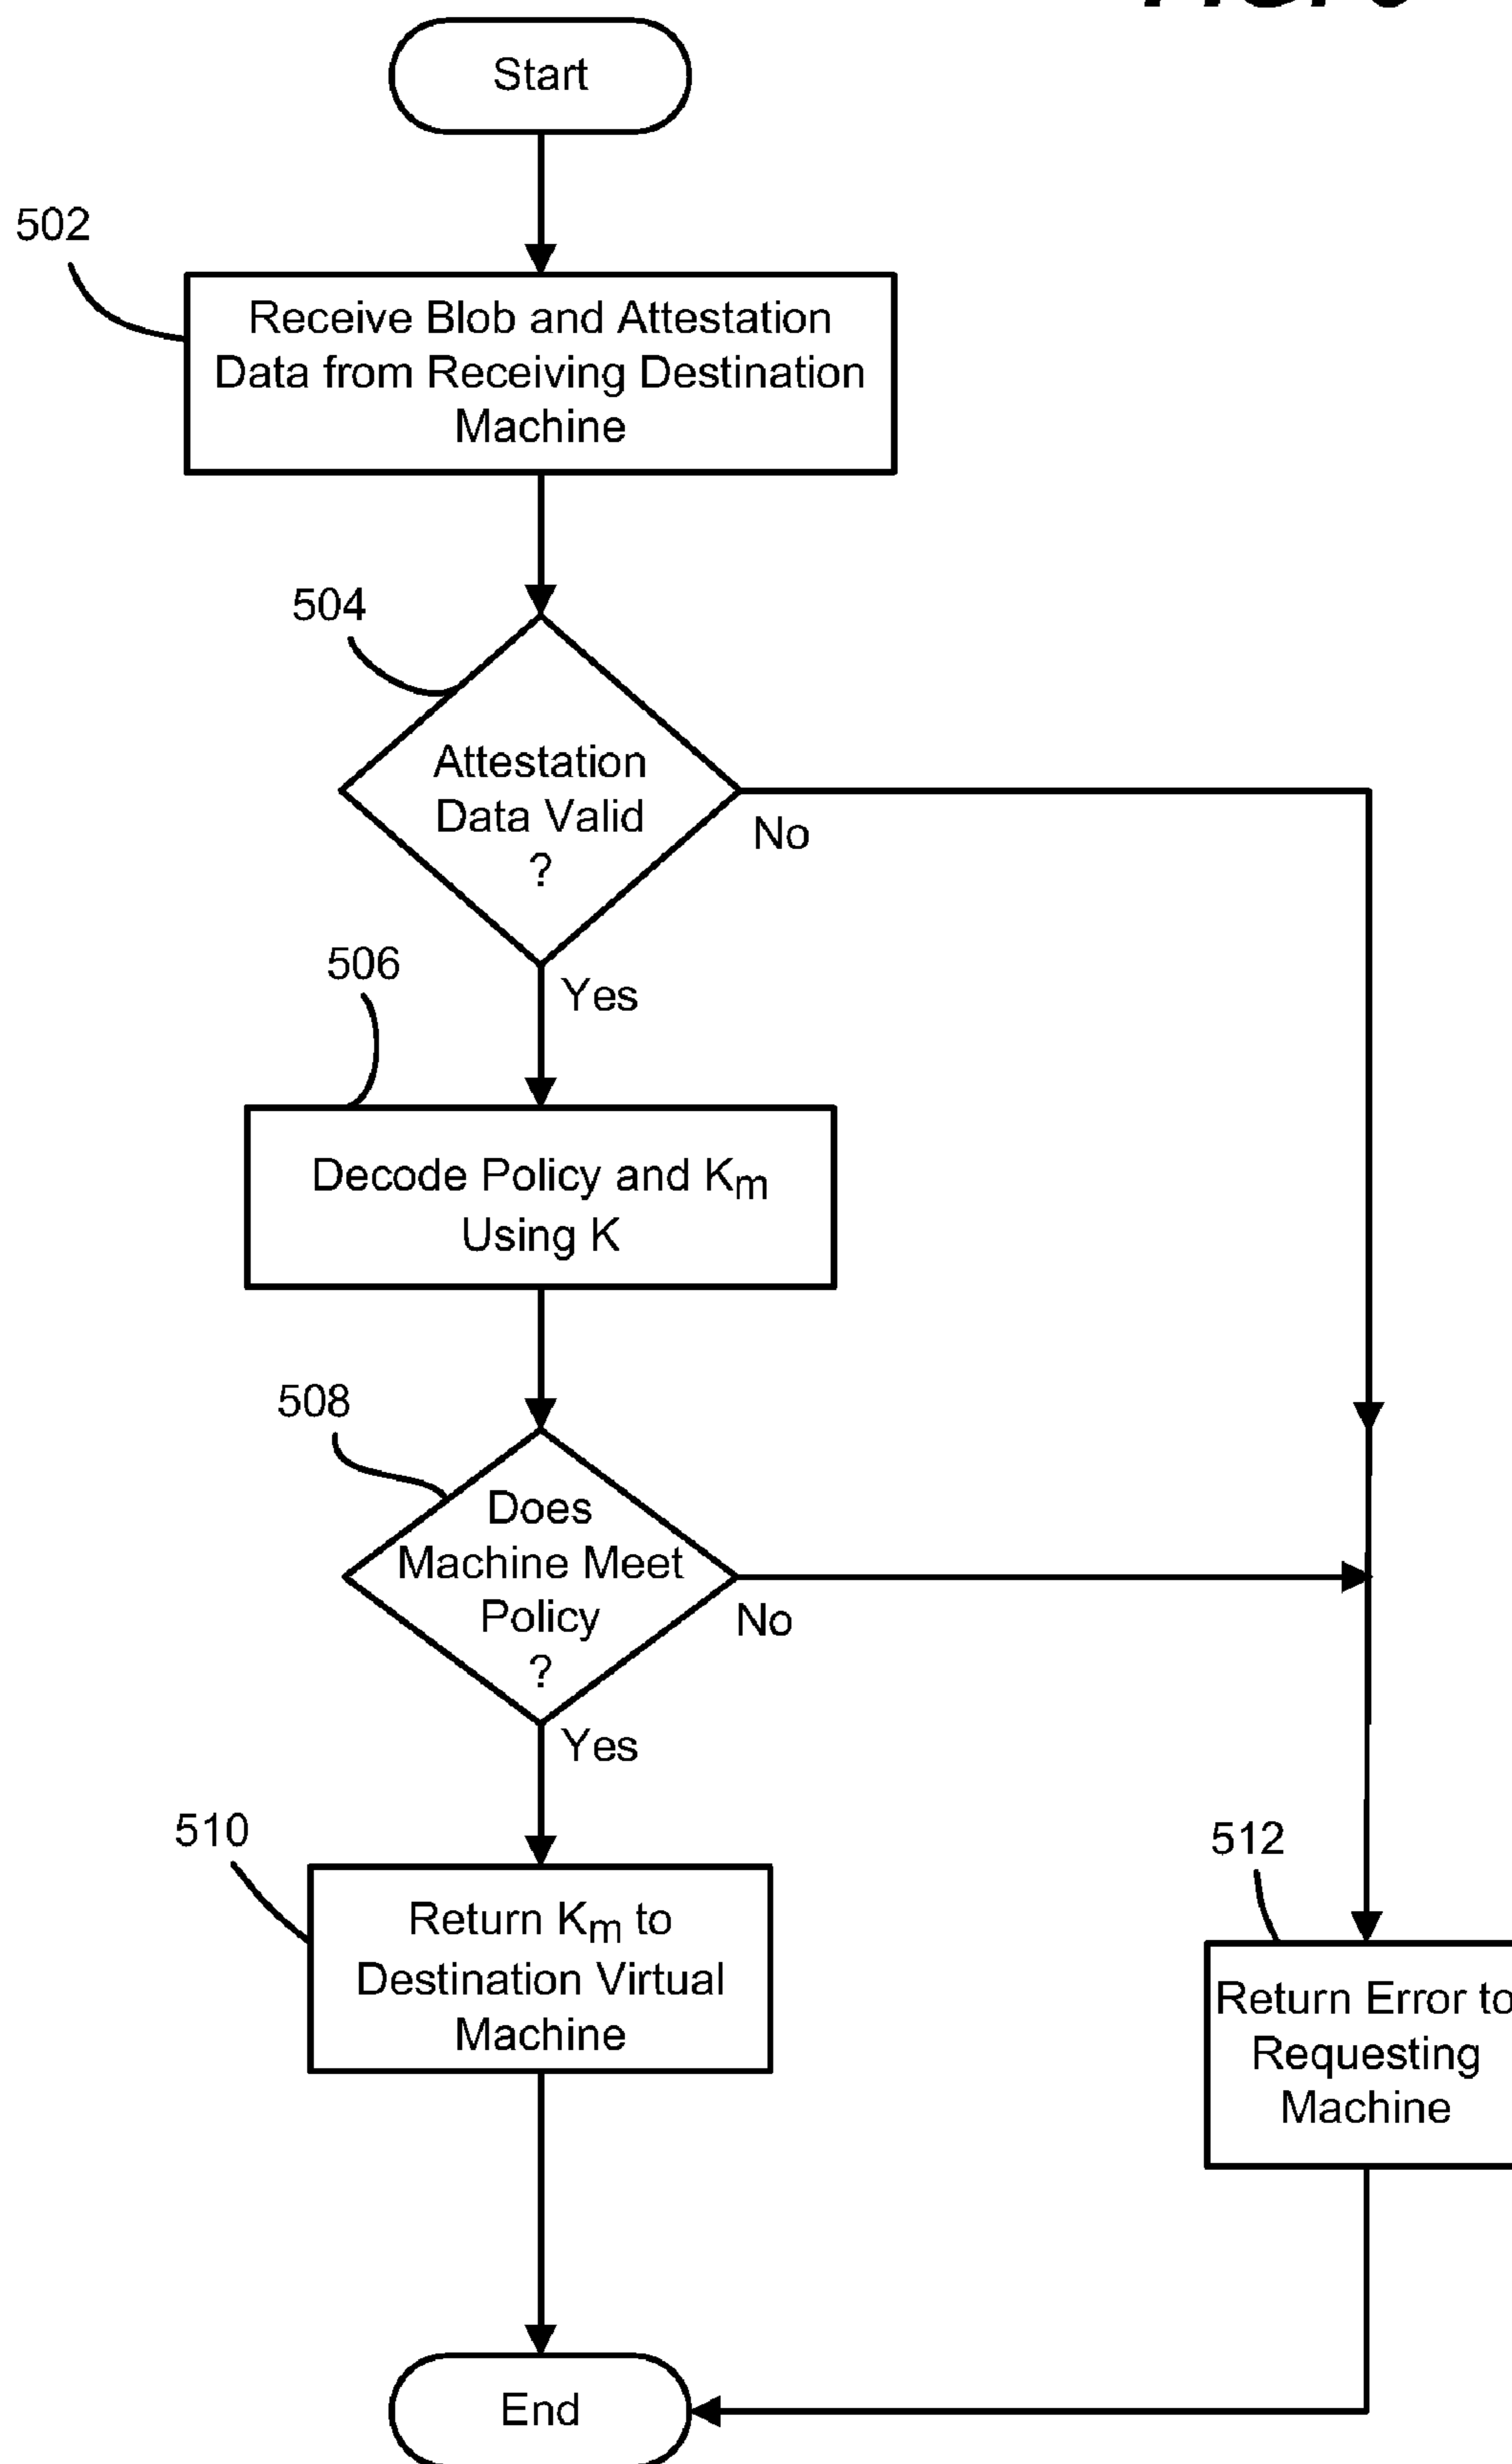 Start
502
Receive Blob and Attestation
Data from Receiving Destination
Machine
504
Attestation
Data Valid
?
No
506
Yes
Decode Policy and Km
Using K
508
Does
Machine Meet
Policy
?
No
Yes
510
Return Km to
Destination Virtual
Machine
512
Return Error to
Requesting
Machine
End